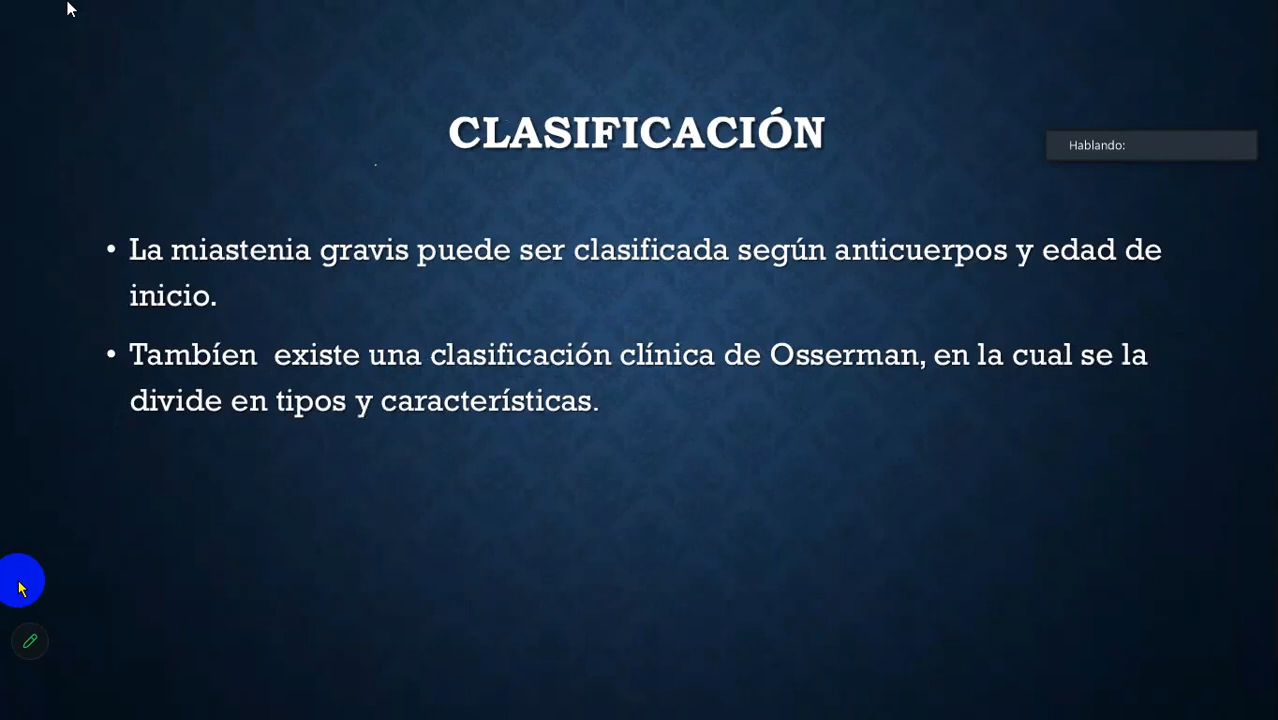 CLASIFICACIÓN
Hablando:
• La miastenia gravis puede ser clasificada según anticuerpos y edad de
inicio.
• Tambíen existe una clasificación clínica de Osserman, en la cual se la
divide en tipos y características.